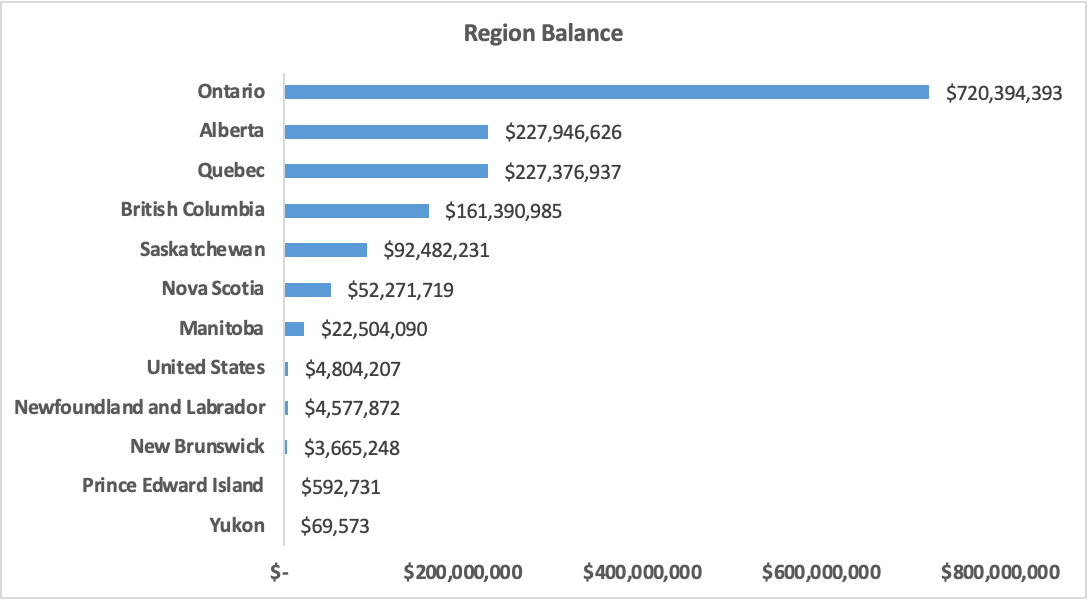 Region Balance
Ontario $720,394,393
Alberta $227,946,626
Quebec $227,376,937
British Columbia $161,390,985
Saskatchewan $92,482,231
Nova Scotia $52,271,719
Manitoba $22,504,090
United States $4,804,207
Newfoundland and Labrador $4,577,872
New Brunswick $3,665,248
Prince Edward Island $592,731
Yukon $69,573
$- $200,000,000 $400,000,000 $600,000,000 $800,000,000